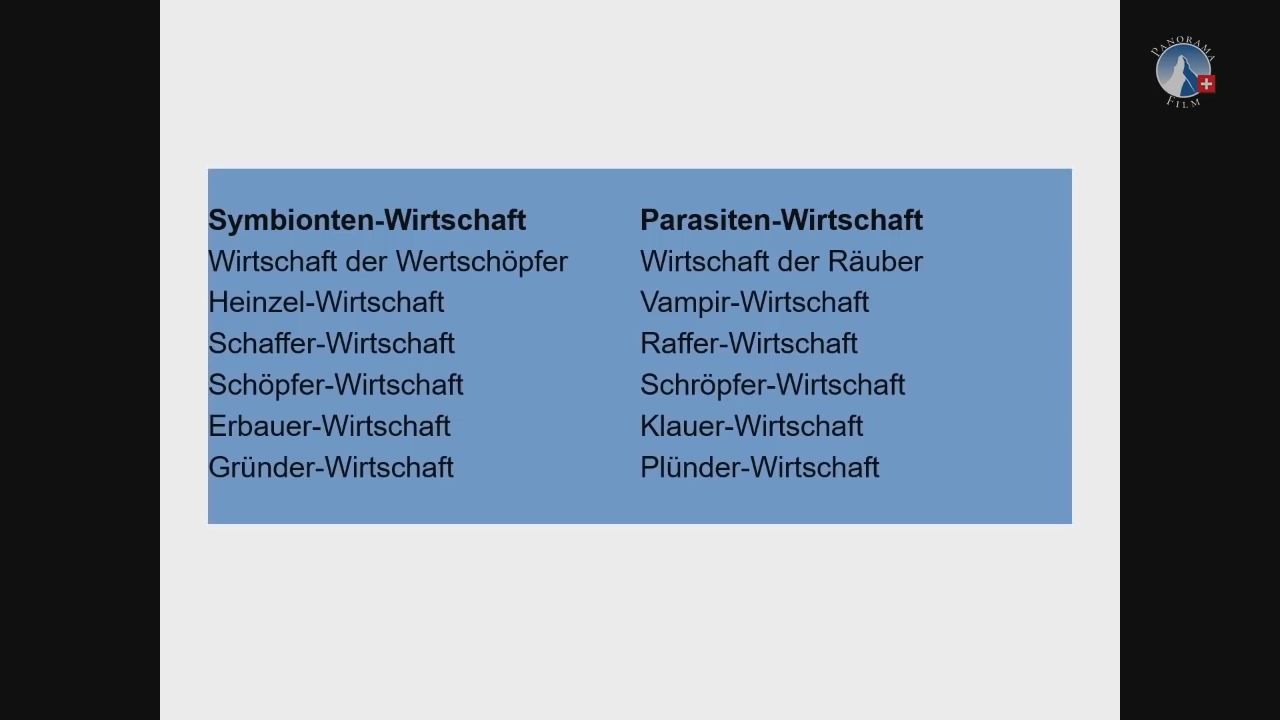 PANORAMA
FILM
Symbionten-Wirtschaft Parasiten-Wirtschaft
Wirtschaft der Wertschöpfer Wirtschaft der Räuber
Heinzel-Wirtschaft Vampir-Wirtschaft
Schaffer-Wirtschaft Raffer-Wirtschaft
Schöpfer-Wirtschaft Schröpfer-Wirtschaft
Erbauer-Wirtschaft Klauer-Wirtschaft
Gründer-Wirtschaft Plünder-Wirtschaft